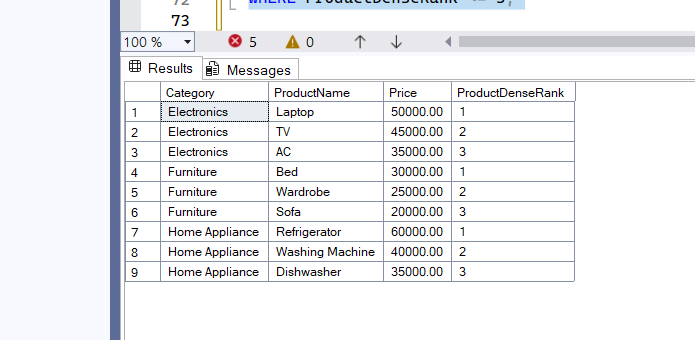 72
WHERE ProductDenseRank <= 3;
73
100 %
5
0
Results
Messages
Category ProductName Price ProductDenseRank
1 Electronics Laptop 50000.00 1
2 Electronics TV 45000.00 2
3 Electronics AC 35000.00 3
4 Furniture Bed 30000.00 1
5 Furniture Wardrobe 25000.00 2
6 Furniture Sofa 20000.00 3
7 Home Appliance Refrigerator 60000.00 1
8 Home Appliance Washing Machine 40000.00 2
9 Home Appliance Dishwasher 35000.00 3